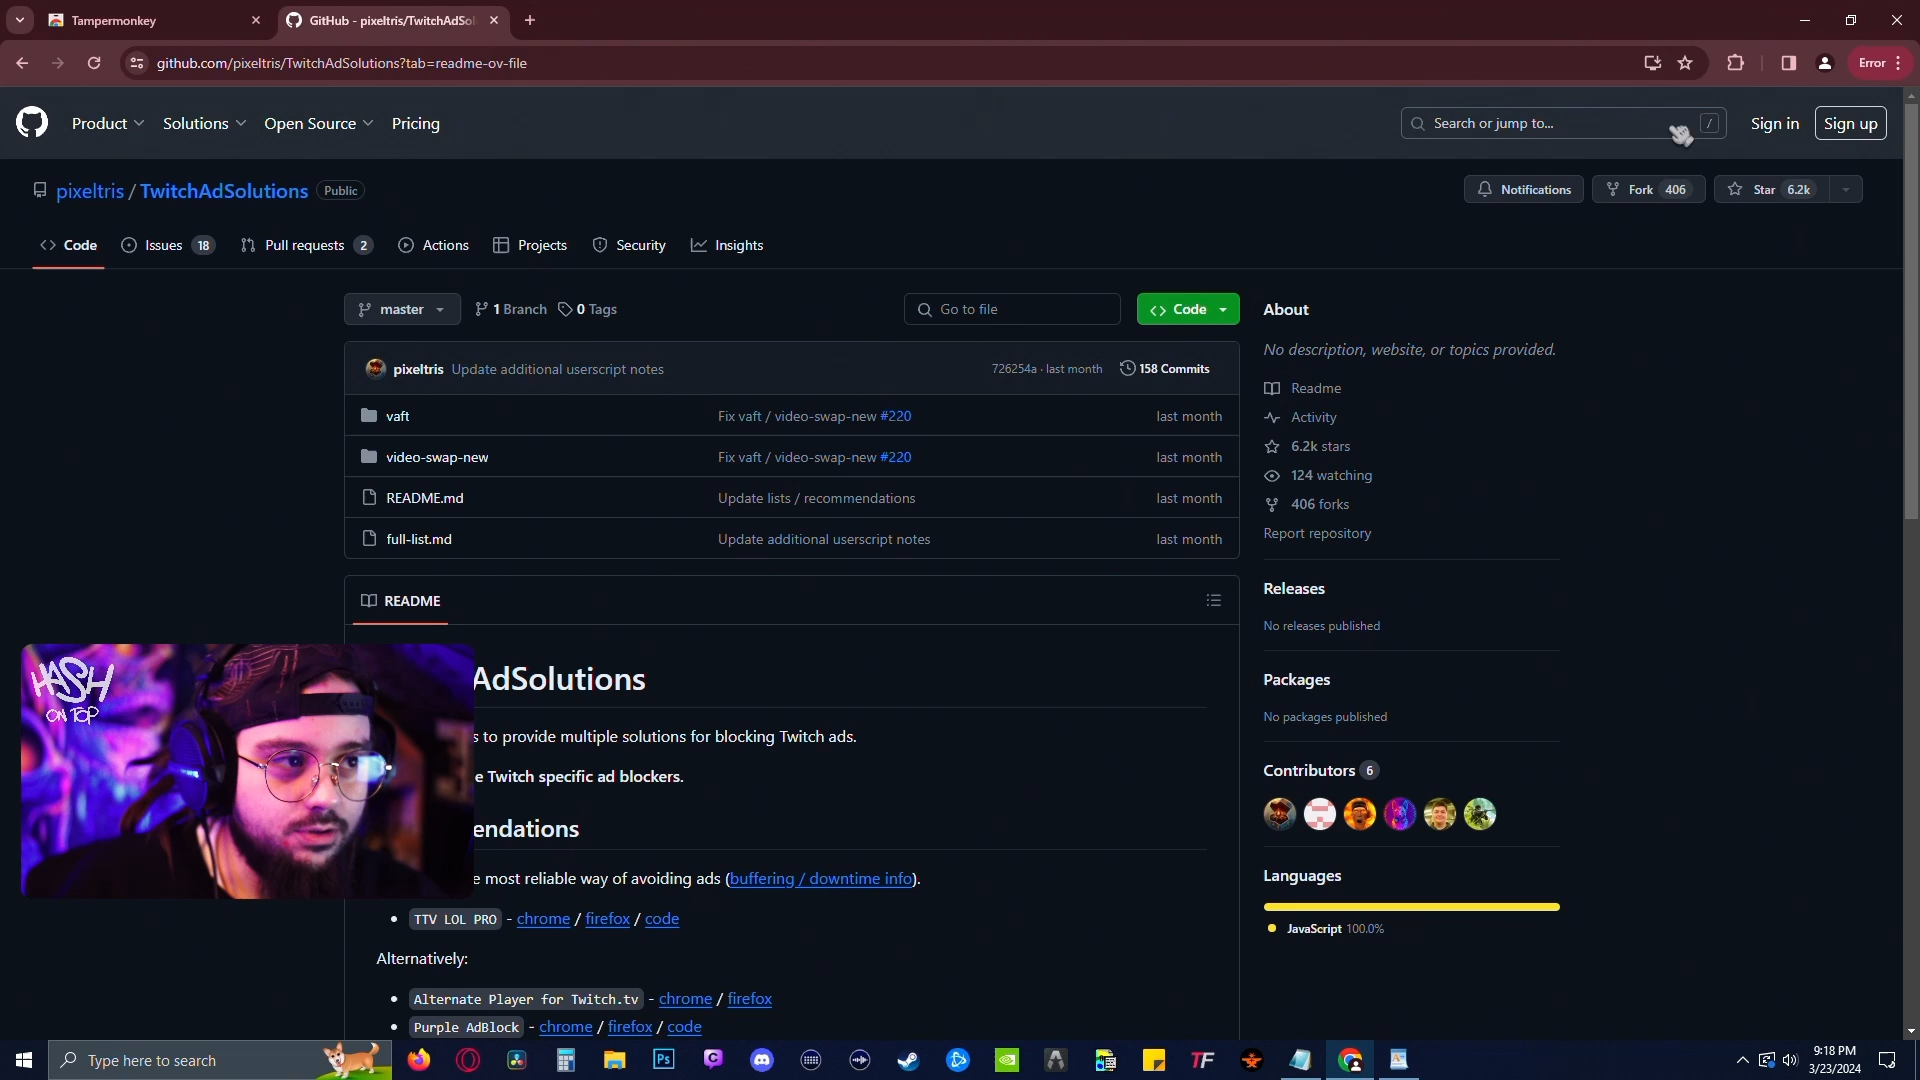 Tampermonkey
GitHub - pixeltris/TwitchAdSol
github.com/pixeltris/TwitchAdSolutions?tab=readme-ov-file
Error
Product
Solutions
Open Source
Pricing
Search or jump to...
/
Sign in
Sign up
pixeltris / TwitchAdSolutions
Public
Notifications
Fork 406
Star 6.2k
Code
Issues 18
Pull requests 2
Actions
Projects
Security
Insights
master
1 Branch
0 Tags
Go to file
Code
About
No description, website, or topics provided.
pixeltris Update additional userscript notes
726254a · last month
158 Commits
Readme
vaft
Fix vaft / video-swap-new #220
last month
Activity
6.2k stars
video-swap-new
Fix vaft / video-swap-new #220
last month
124 watching
README.md
Update lists / recommendations
last month
406 forks
full-list.md
Update additional userscript notes
last month
Report repository
Releases
No releases published
README
Packages
No packages published
AdSolutions
s to provide multiple solutions for blocking Twitch ads.
e Twitch specific ad blockers.
Contributors 6
endations
e most reliable way of avoiding ads (buffering / downtime info).
Languages
JavaScript 100.0%
TTV LOL PRO - chrome / firefox / code
Alternatively:
Alternate Player for Twitch.tv - chrome / firefox
Purple AdBlock - chrome / firefox / code
HASH
ON TOP
Type here to search
Ps
TF
9:18 PM
3/23/2024